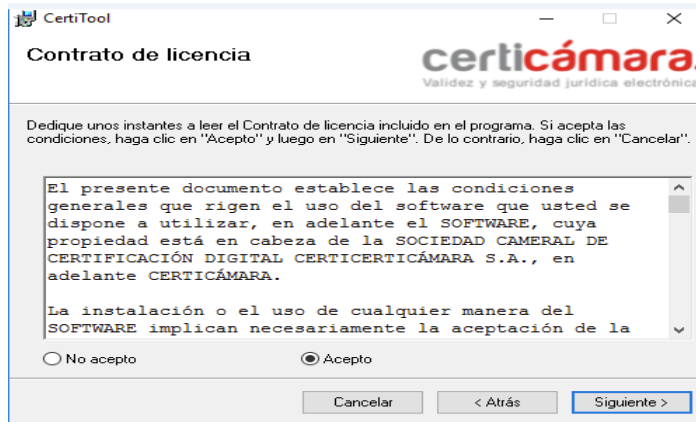 CertiTool
Contrato de licencia
certicámara.
Validez y seguridad jurídica electrónica
Dedique unos instantes a leer el Contrato de licencia incluido en el programa. Si acepta las
condiciones, haga clic en "Acepto" y luego en "Siguiente". De lo contrario, haga clic en "Cancelar".
El presente documento establece las condiciones
generales que rigen el uso del software que usted se
dispone a utilizar, en adelante el SOFTWARE, cuya
propiedad está en cabeza de la SOCIEDAD CAMERAL DE
CERTIFICACIÓN DIGITAL CERTICERTICÁMARA S.A., en
adelante CERTICÁMARA.
La instalación o el uso de cualquier manera del
SOFTWARE implican necesariamente la aceptación de la
No acepto
Acepto
Cancelar
< Atrás
Siguiente >